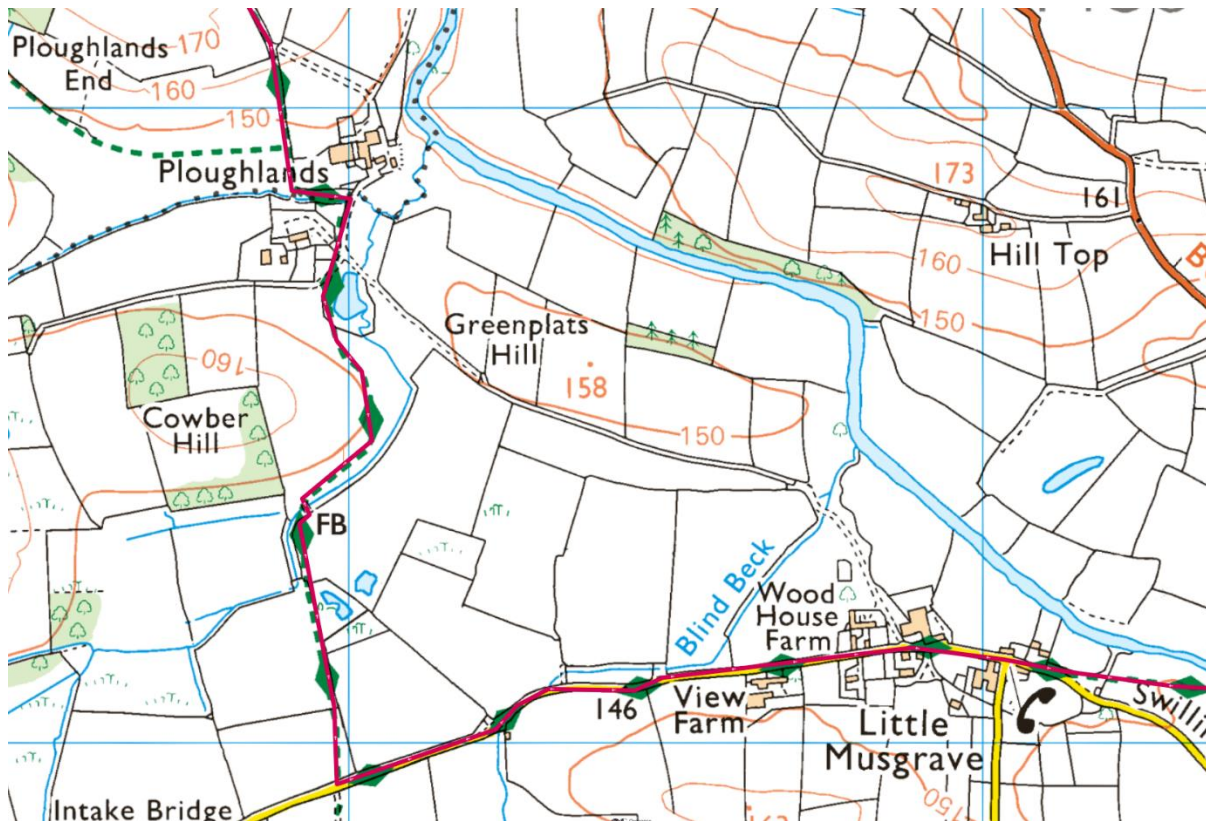 Ploughlands
End
170
160
150
Ploughlands
173
161
Hill Top
160
150
Greenplats
Hill
158
150
160
Cowber
Hill
FB
Blind Beck
Wood
House
Farm
146
View
Farm
Little
Musgrave
Swilli
150
Intake Bridge